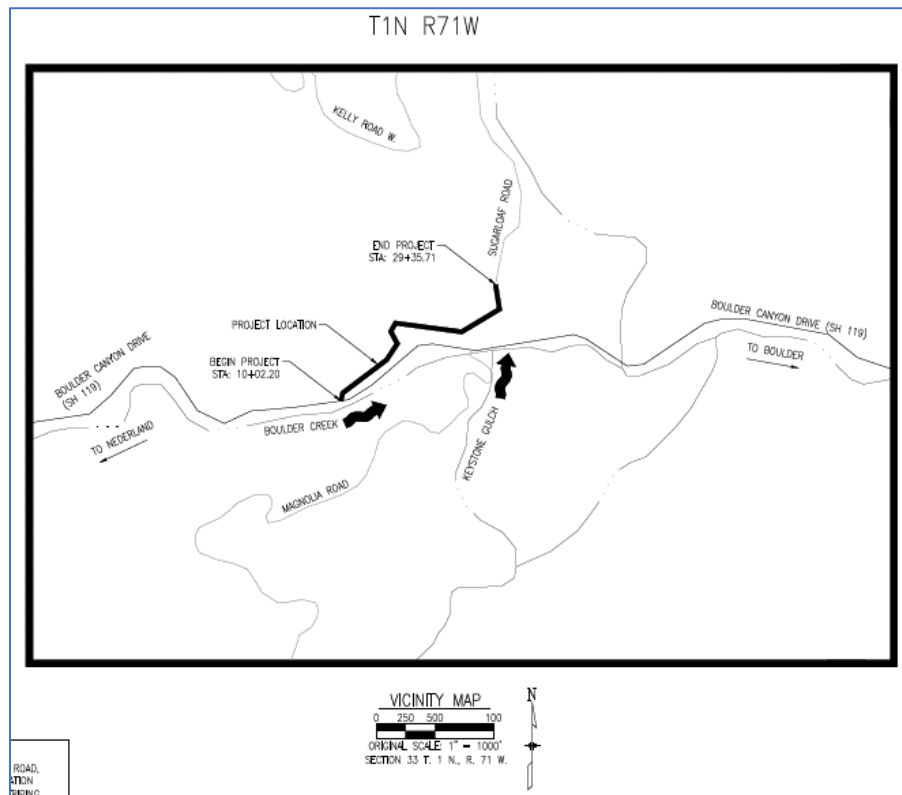 T1N R71W
KELLY ROAD W.
SUGARLOAF ROAD
END PROJECT
STA: 29+35.71
PROJECT LOCATION
BEGIN PROJECT
STA: 10+02.20
BOULDER CANYON DRIVE
(SH 119)
BOULDER CANYON DRIVE (SH 119)
TO BOULDER
TO NEDERLAND
BOULDER CREEK
KEYSTONE GULCH
MAGNOLIA ROAD
VICINITY MAP
N
0 250 500 100
ORIGINAL SCALE: 1" = 1000'
SECTION 33 T. 1 N., R. 71 W.
ROAD,